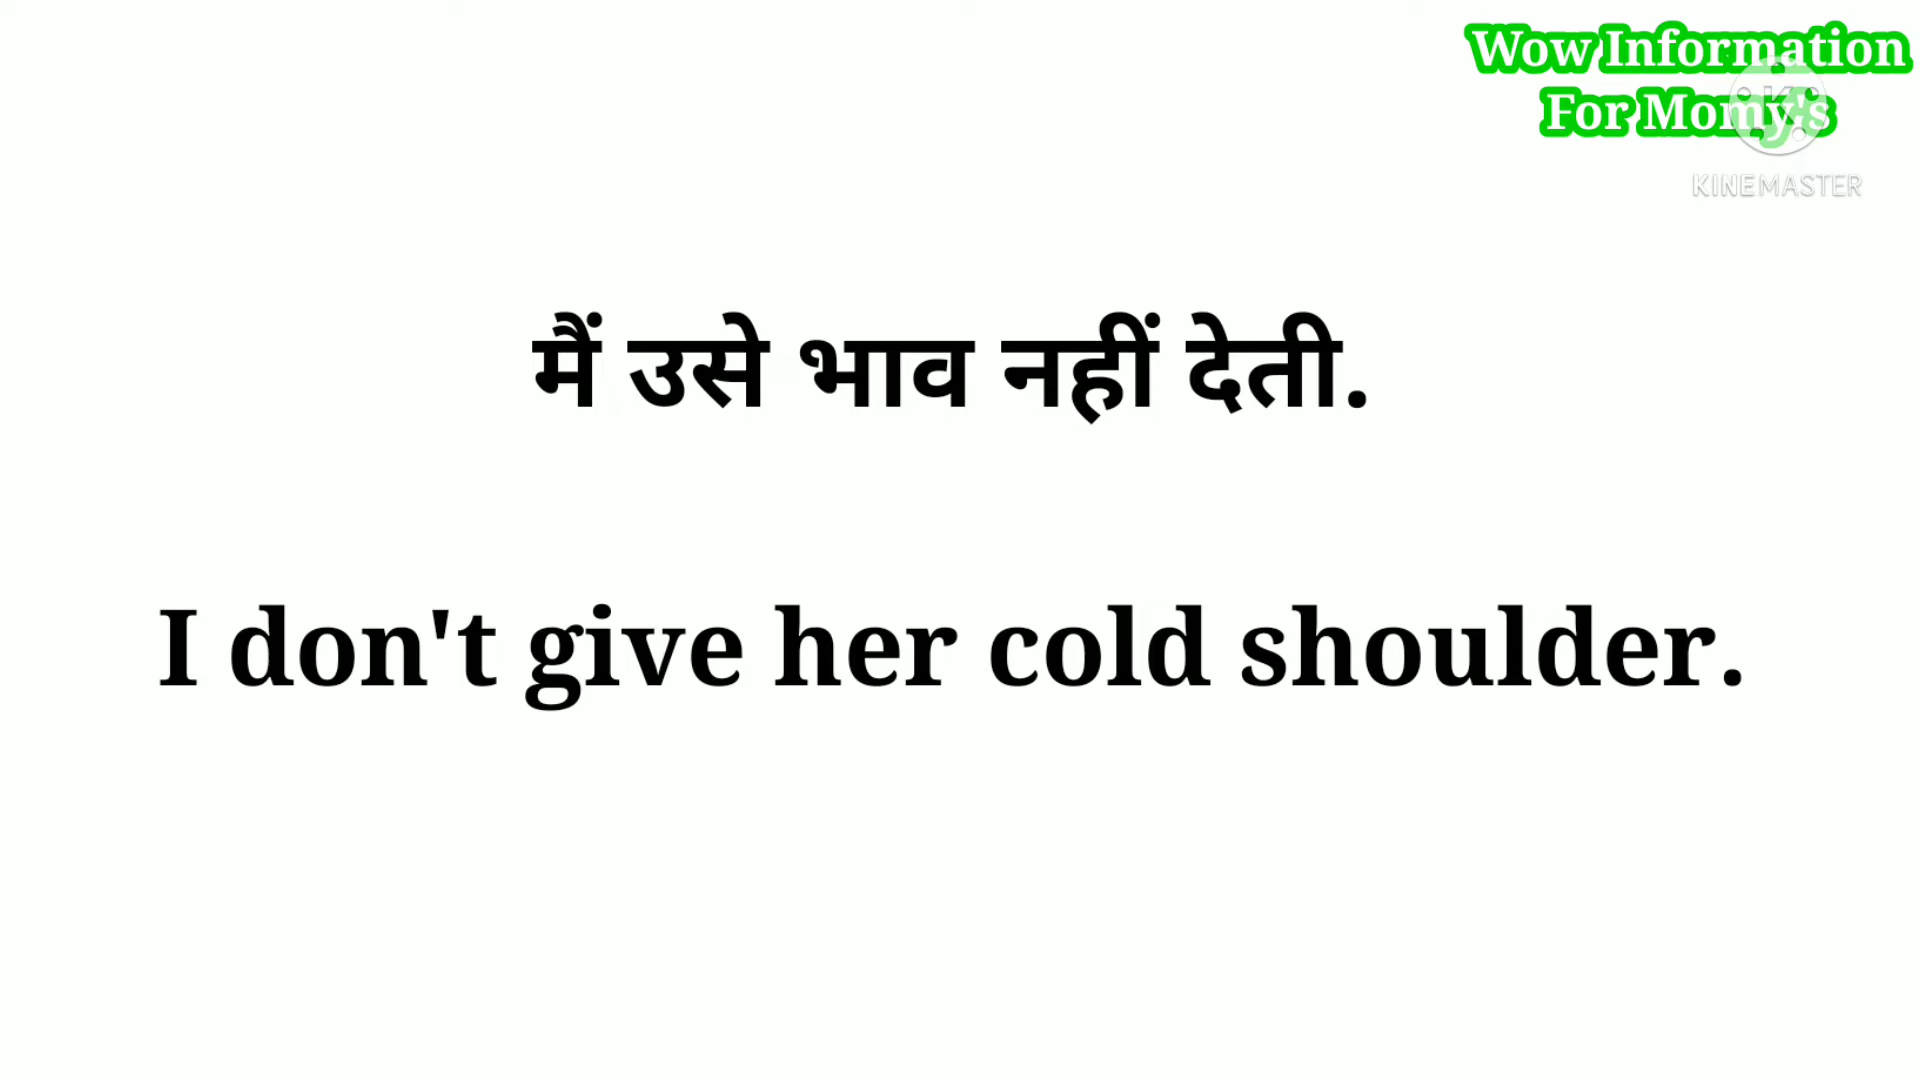 Wow Information
For Momy's
KINEMASTER
मैं उसे भाव नहीं देती.
I don't give her cold shoulder.